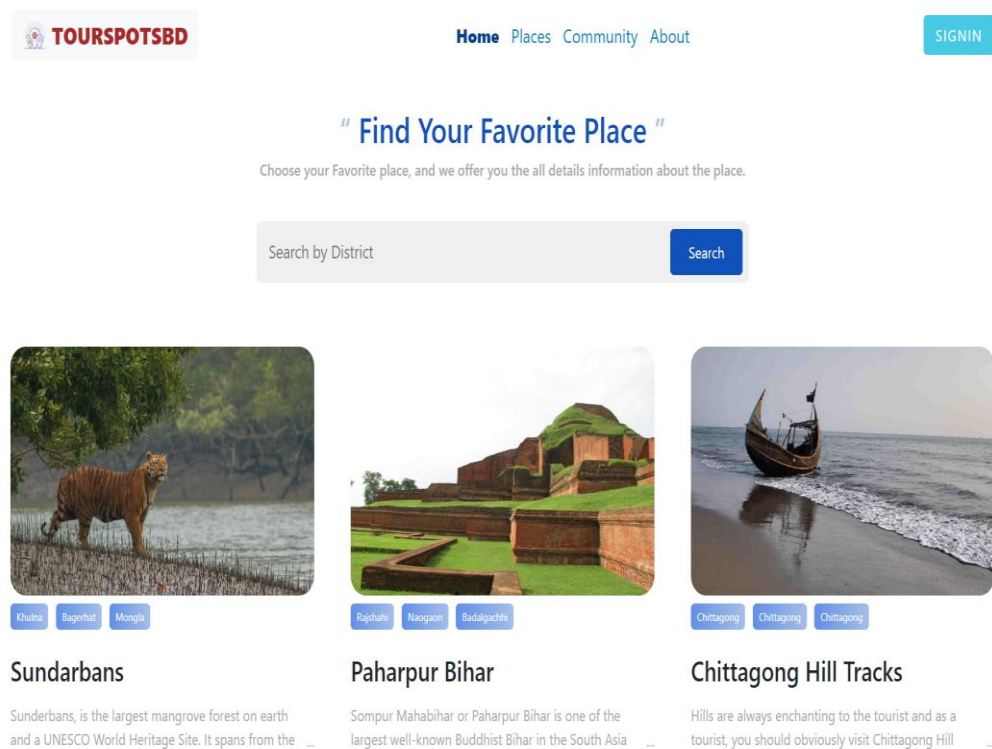 TOURSPOTSBD
Home Places Community About
SIGNIN
“ Find Your Favorite Place ”
Choose your Favorite place, and we offer you the all details information about the place.
Search by District
Search
Khulna Bagerhat Mongla
Sundarbans
Sunderbans, is the largest mangrove forest on earth
and a UNESCO World Heritage Site. It spans from the ...
Rajshahi Naogaon Badalgachhi
Paharpur Bihar
Sompur Mahabihar or Paharpur Bihar is one of the
largest well-known Buddhist Bihar in the South Asia ...
Chittagong Chittagong Chittagong
Chittagong Hill Tracks
Hills are always enchanting to the tourist and as a
tourist, you should obviously visit Chittagong Hill ...